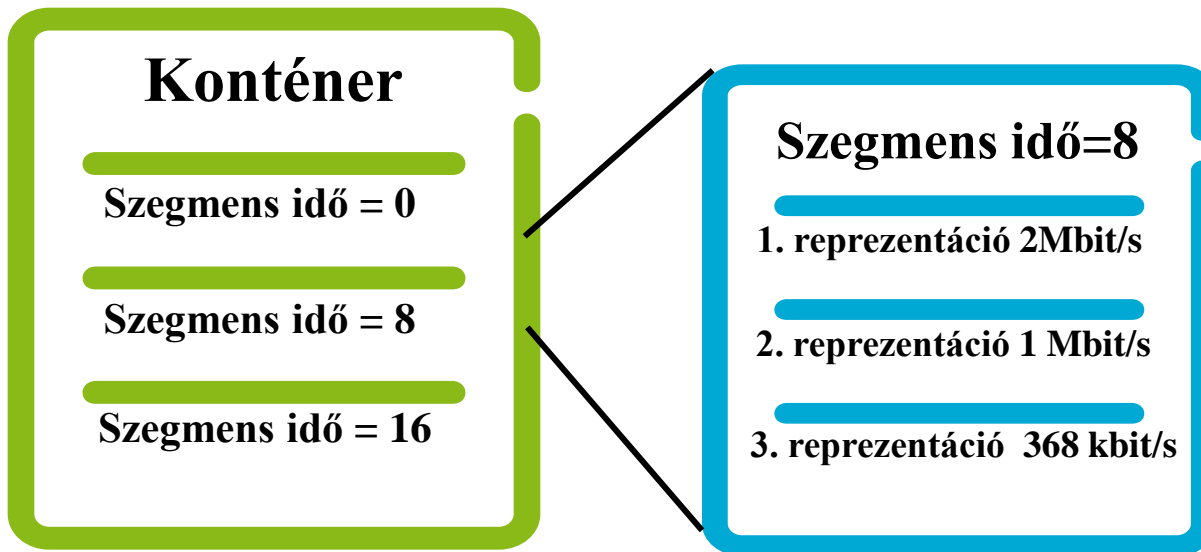 Konténer
Szegmens idő = 0
Szegmens idő = 8
Szegmens idő = 16
Szegmens idő=8
1. reprezentáció 2Mbit/s
2. reprezentáció 1 Mbit/s
3. reprezentáció 368 kbit/s